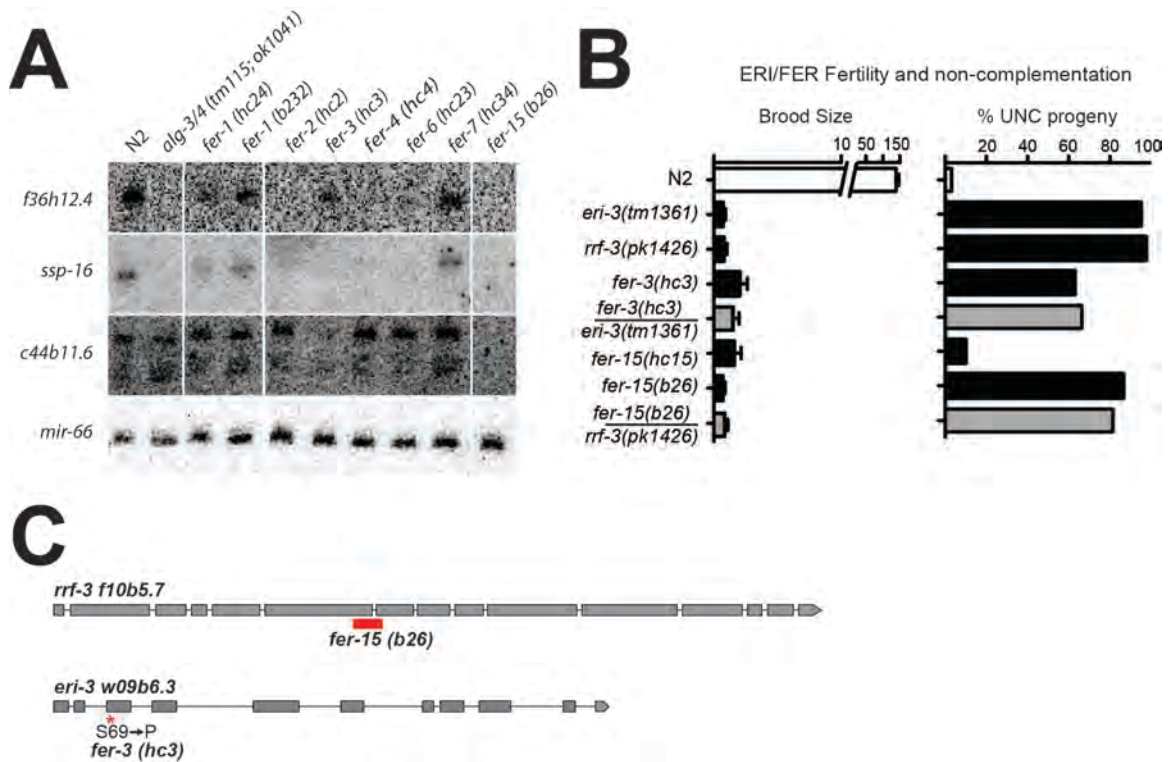 A
N2
alg-3/4 (tm115; ok1041)
fer-1 (hc24)
fer-1 (b232)
fer-2 (hc2)
fer-3 (hc3)
fer-4 (hc4)
fer-6 (hc23)
fer-7 (hc34)
fer-15 (b26)
f36h12.4
ssp-16
c44b11.6
mir-66
B
ERI/FER Fertility and non-complementation
Brood Size
% UNC progeny
10 50 150
20 40 60 80 100
N2
eri-3(tm1361)
rrf-3(pk1426)
fer-3(hc3)
fer-3(hc3)
eri-3(tm1361)
fer-15(hc15)
fer-15(b26)
fer-15(b26)
rrf-3(pk1426)
C
rrf-3 f10b5.7
fer-15 (b26)
eri-3 w09b6.3
*
S69→P
fer-3 (hc3)